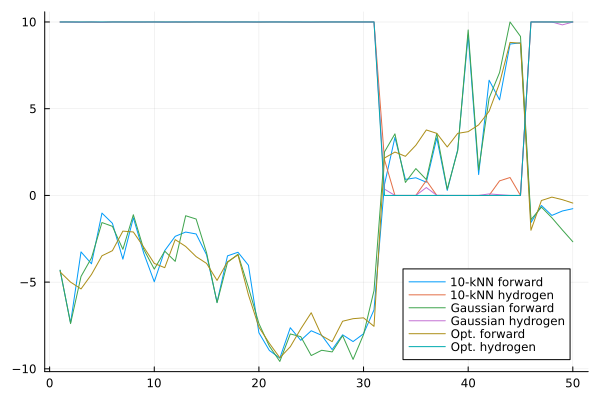 10
5
0
−5
−10
0
10
20
30
40
50
10-kNN forward
10-kNN hydrogen
Gaussian forward
Gaussian hydrogen
Opt. forward
Opt. hydrogen